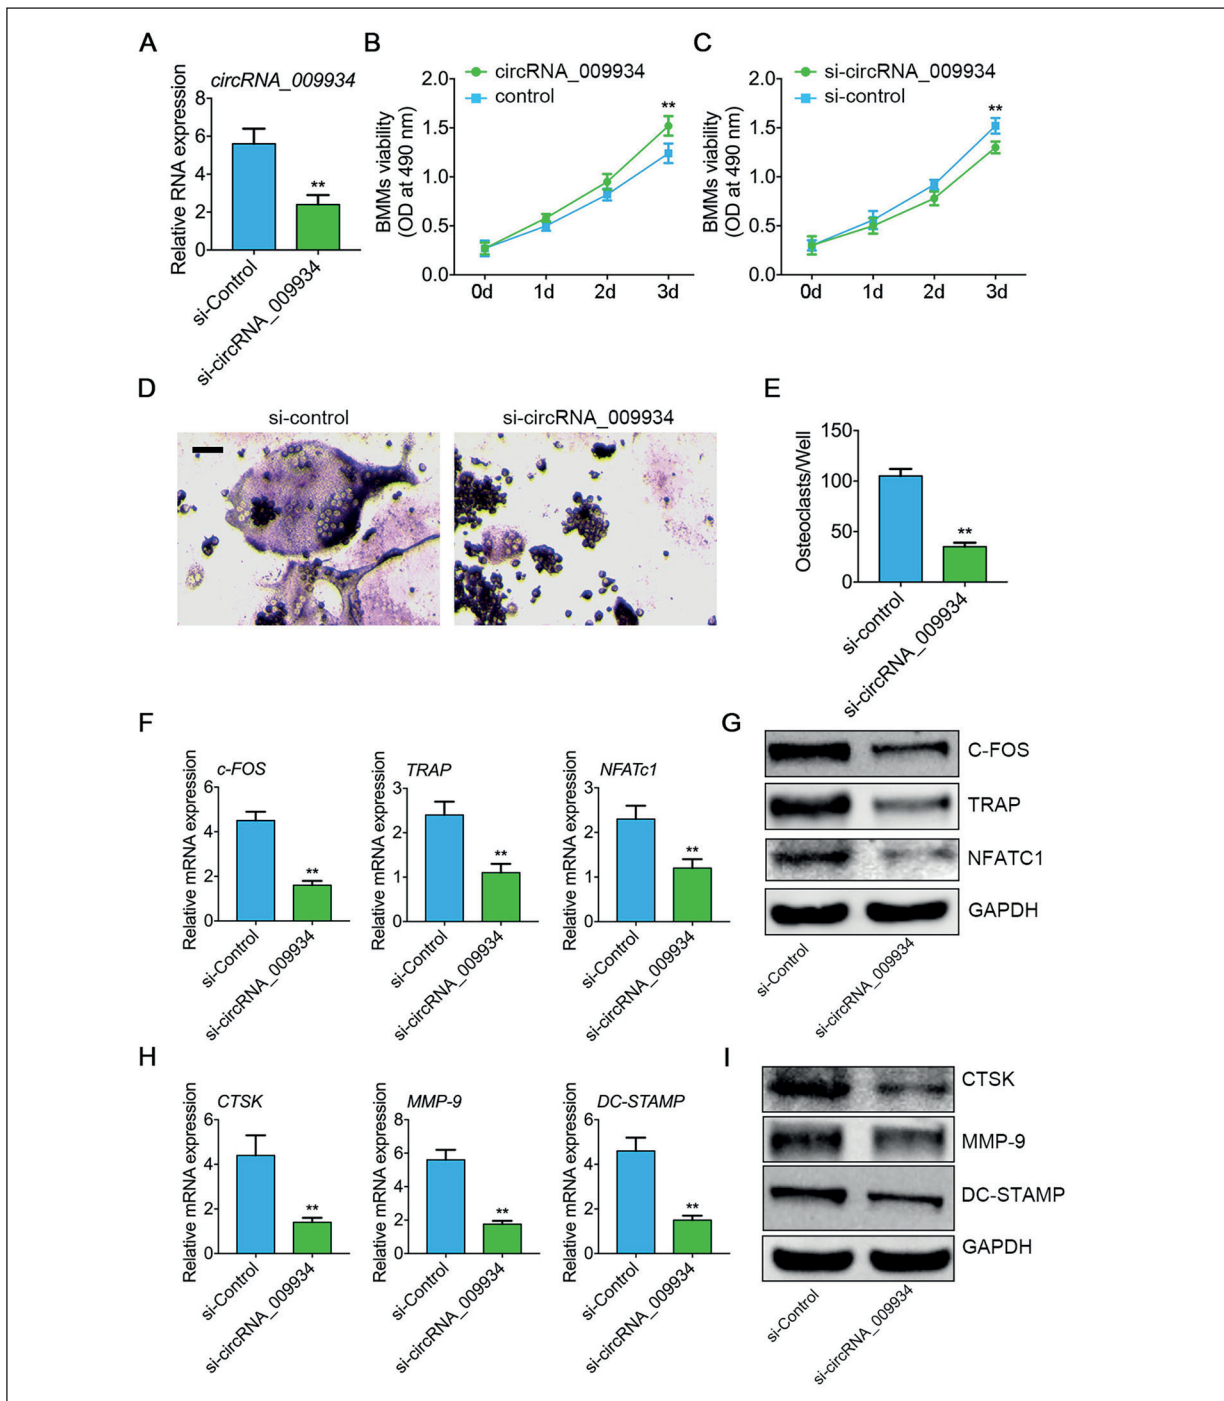 A
circRNA_009934
Relative RNA expression
8
6
4
2
0
**
si-Control
si-circRNA_009934
B
circRNA_009934
control
BMMs viability
(OD at 490 nm)
2.0
1.5
1.0
0.5
0.0
**
0d 1d 2d 3d
C
si-circRNA_009934
si-control
BMMs viability
(OD at 490 nm)
2.0
1.5
1.0
0.5
0.0
**
0d 1d 2d 3d
D
si-control
si-circRNA_009934
E
Osteoclasts/Well
150
100
50
0
**
si-control
si-circRNA_009934
F
c-FOS
Relative mRNA expression
6
4
2
0
**
si-Control
si-circRNA_009934
TRAP
Relative mRNA expression
3
2
1
0
**
si-Control
si-circRNA_009934
NFATc1
Relative mRNA expression
3
2
1
0
**
si-Control
si-circRNA_009934
G
C-FOS
TRAP
NFATC1
GAPDH
si-Control
si-circRNA_009934
H
CTSK
Relative mRNA expression
6
4
2
0
**
si-Control
si-circRNA_009934
MMP-9
Relative mRNA expression
8
6
4
2
0
**
si-Control
si-circRNA_009934
DC-STAMP
Relative mRNA expression
6
4
2
0
**
si-Control
si-circRNA_009934
I
CTSK
MMP-9
DC-STAMP
GAPDH
si-Control
si-circRNA_009934